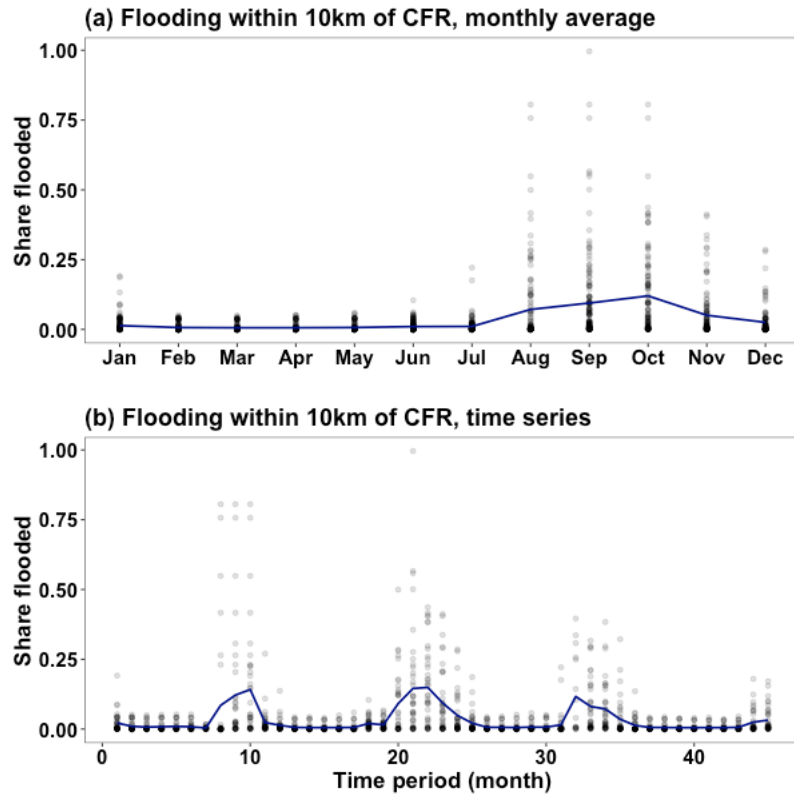 (a) Flooding within 10km of CFR, monthly average
Share flooded
1.00
0.75
0.50
0.25
0.00
Jan Feb Mar Apr May Jun Jul Aug Sep Oct Nov Dec
(b) Flooding within 10km of CFR, time series
Share flooded
1.00
0.75
0.50
0.25
0.00
0 10 20 30 40
Time period (month)